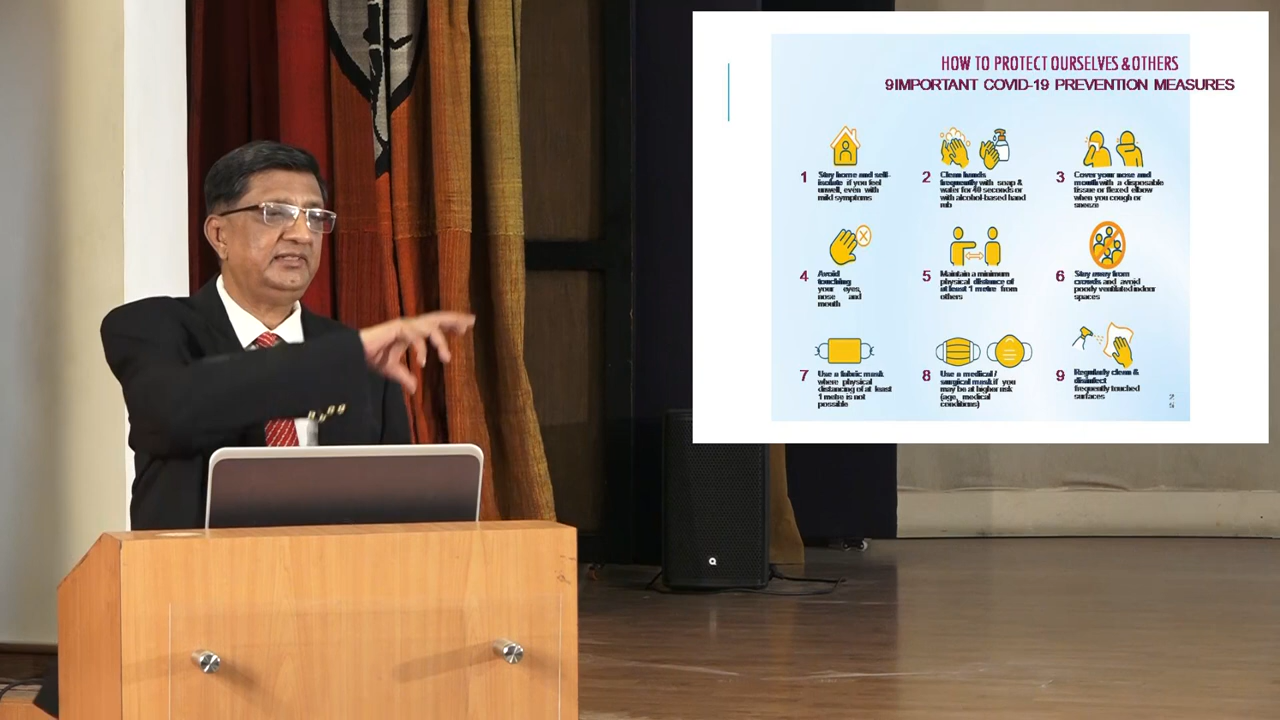 HOW TO PROTECT OURSELVES &OTHERS
9IMPORTANT COVID-19 PREVENTION MEASURES
1 Stay home and self-
isolate if you feel
unwell, even with
mild symptoms
2 Clean hands
frequently with soap &
water for 40 seconds or
with alcohol-based hand
rub
3 Cover your nose and
mouth with a disposable
tissue or flexed elbow
when you cough or
sneeze
4 Avoid
touching
your eyes,
nose and
mouth
5 Maintain a minimum
physical distance of
at least 1 metre from
others
6 Stay away from
crowds and avoid
poorly ventilated indoor
spaces
7 Use a fabric mask
where physical
distancing of at least
1 metre is not
possible
8 Use a medical /
surgical mask if you
may be at higher risk
(age, medical
conditions)
9 Regularly clean &
disinfect
frequently touched
surfaces
2
5